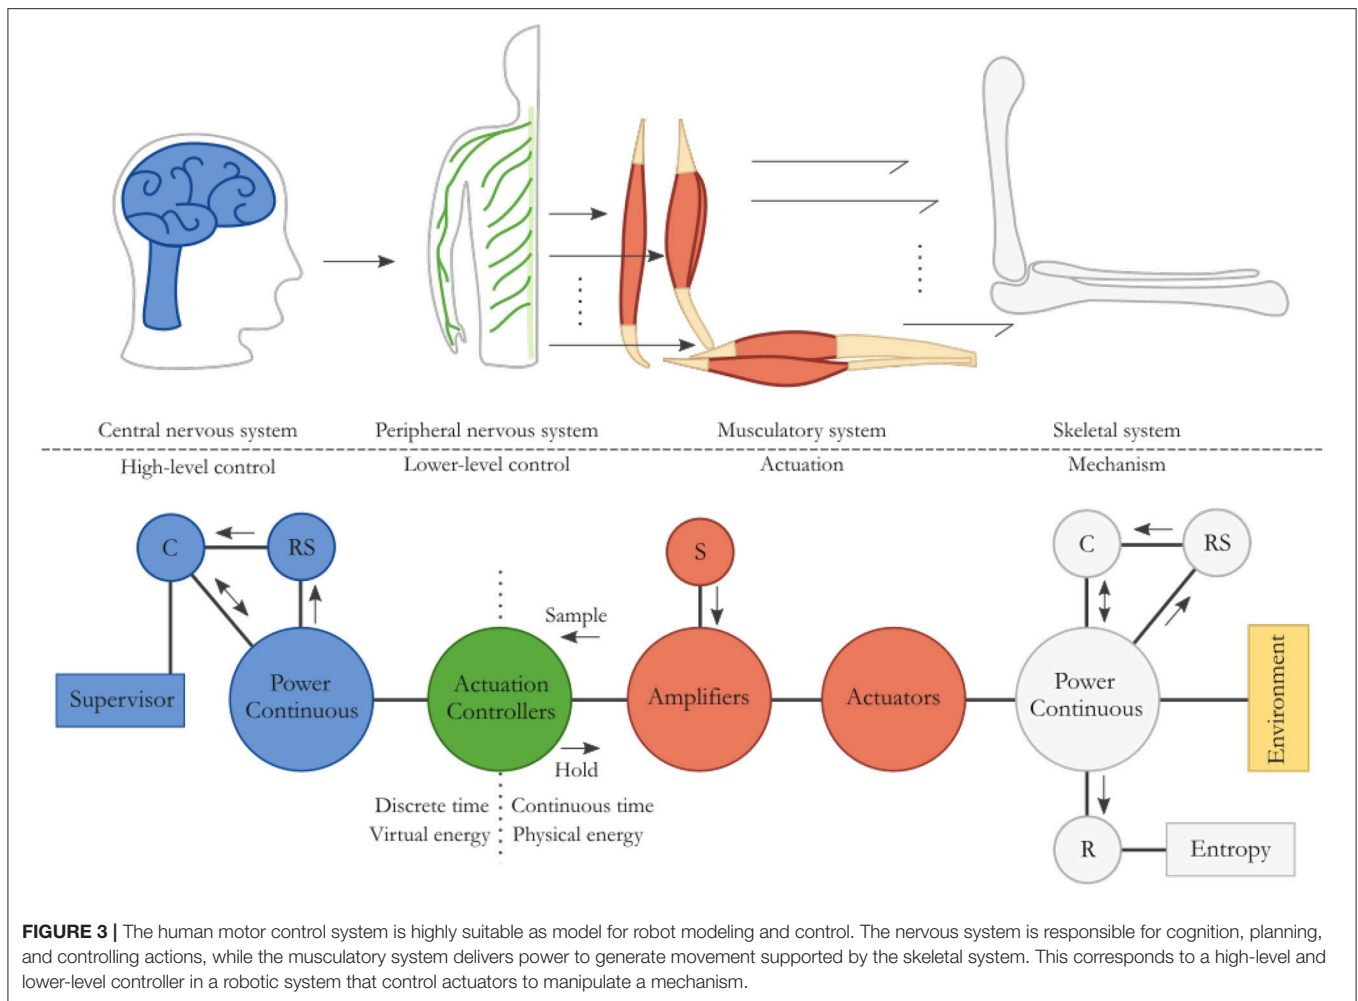 Central nervous system
Peripheral nervous system
Musculatory system
Skeletal system
High-level control
Lower-level control
Actuation
Mechanism
C
RS
S
C
RS
Sample
Supervisor
Power
Continuous
Actuation
Controllers
Amplifiers
Actuators
Power
Continuous
Environment
Hold
Discrete time
Continuous time
Virtual energy
Physical energy
R
Entropy
FIGURE 3 | The human motor control system is highly suitable as model for robot modeling and control. The nervous system is responsible for cognition, planning,
and controlling actions, while the musculatory system delivers power to generate movement supported by the skeletal system. This corresponds to a high-level and
lower-level controller in a robotic system that control actuators to manipulate a mechanism.